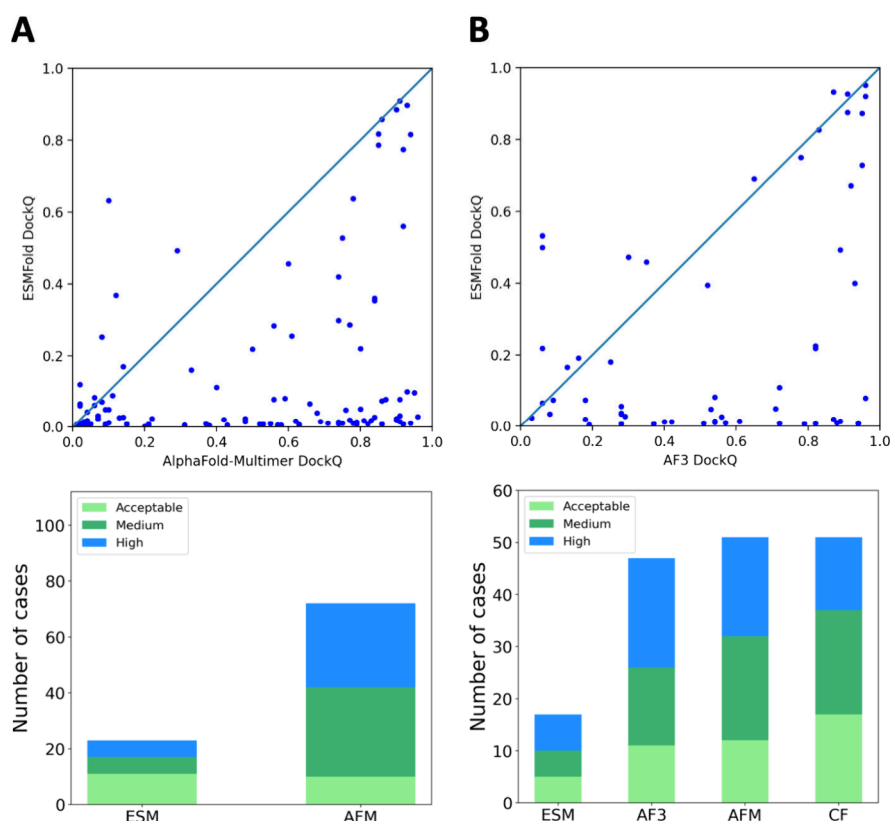 A
B
1.0
0.8
0.6
0.4
0.2
0.0
ESMFold DockQ
0.0 0.2 0.4 0.6 0.8 1.0
AlphaFold-Multimer DockQ
1.0
0.8
0.6
0.4
0.2
0.0
ESMFold DockQ
0.0 0.2 0.4 0.6 0.8 1.0
AF3 DockQ
100
80
60
40
20
0
Number of cases
Acceptable
Medium
High
ESM AFM
60
50
40
30
20
10
0
Number of cases
Acceptable
Medium
High
ESM AF3 AFM CF